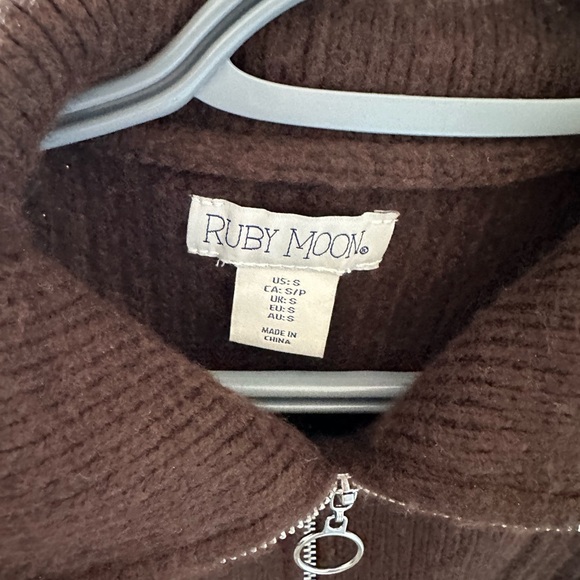 RUBY MOON®
US: S
CA: S/P
UK: S
EU: S
AU: S
MADE IN
CHINA